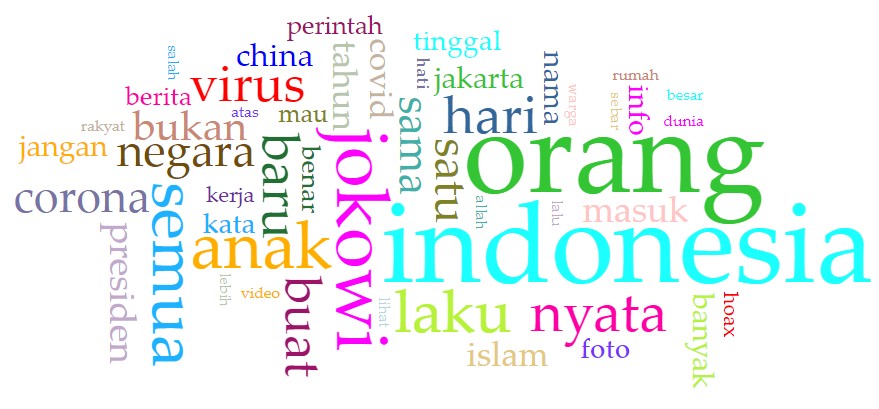 perintah
tinggal
china
salah
tahun
covid
hati
jakarta
nama
rumah
virus
berita
atas
mau
warga
sebar
info
besar
dunia
rakyat
bukan
sama
hari
jangan
negara
baru
benar
jokowi
satu
orang
corona
semua
kerja
kata
allah
lalu
masuk
presiden
anak
indonesia
lebih
video
buat
lihat
laku
nyata
banyak
hoax
islam
foto